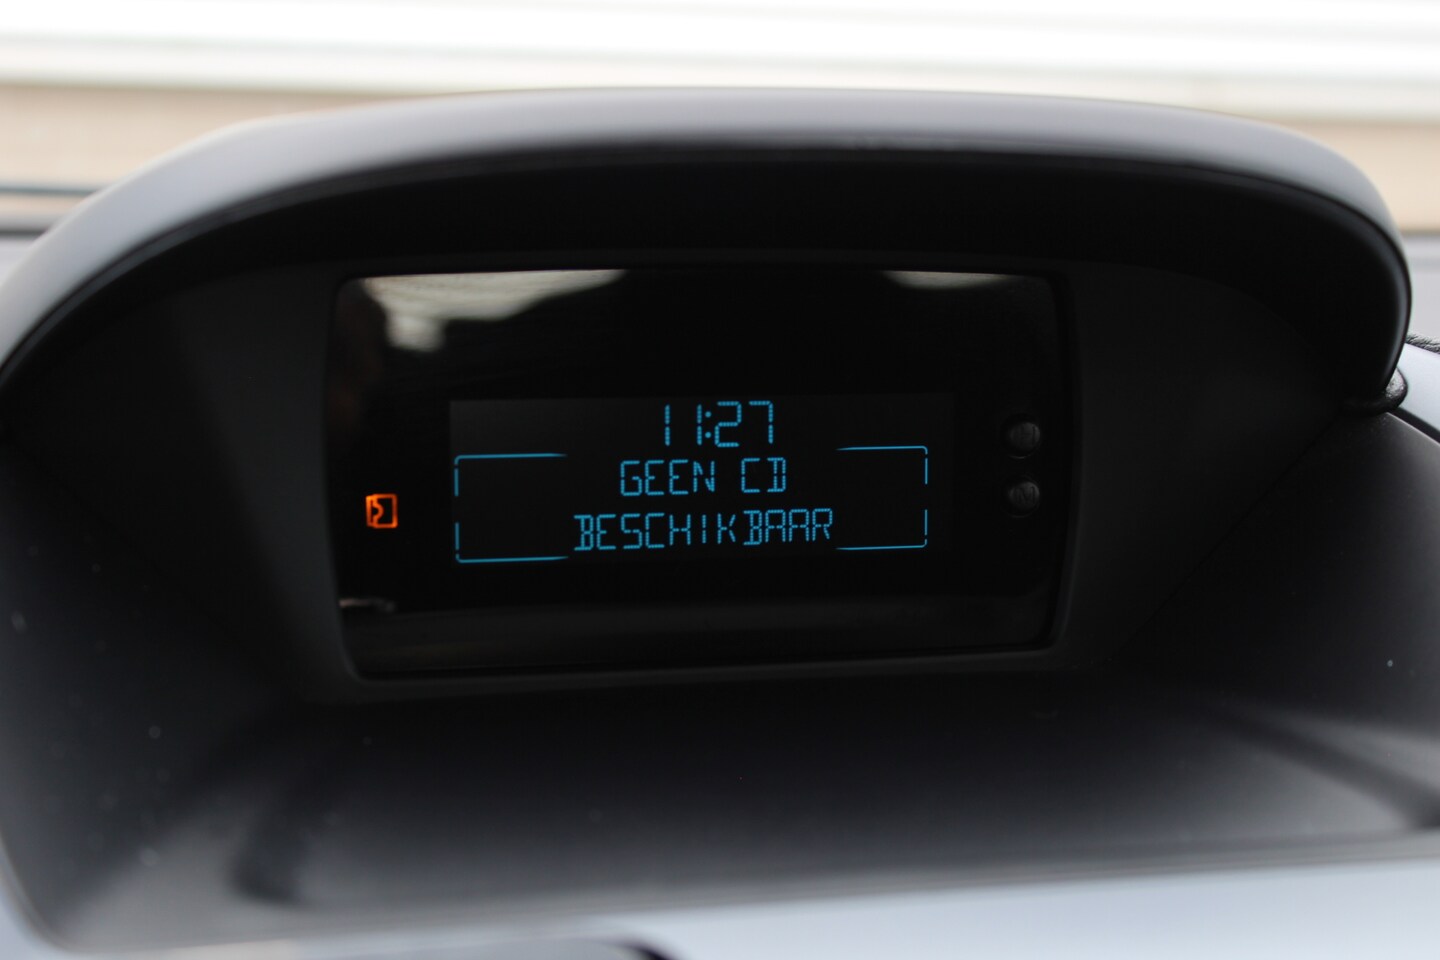 11:27
GEEN CD
BESCHIKBAAR